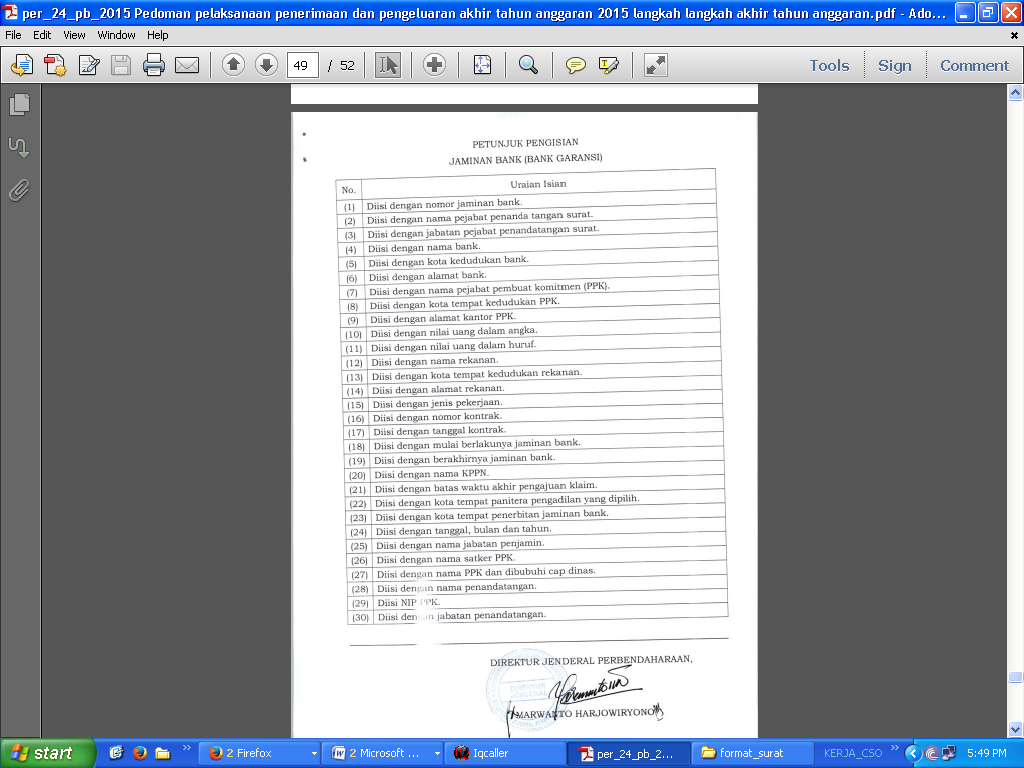 per_24_pb_2015 Pedoman pelaksanaan penerimaan dan pengeluaran akhir tahun anggaran 2015 langkah langkah akhir tahun anggaran.pdf - Ado...
File Edit View Window Help
49 / 52 Tools Sign Comment
PETUNJUK PENGISIAN
JAMINAN BANK (BANK GARANSI)
No. Uraian Isian
(1) Diisi dengan nomor jaminan bank.
(2) Diisi dengan nama pejabat penanda tangan surat.
(3) Diisi dengan jabatan pejabat penandatangan surat.
(4) Diisi dengan nama bank.
(5) Diisi dengan kota kedudukan bank.
(6) Diisi dengan alamat bank.
(7) Diisi dengan nama pejabat pembuat komitmen (PPK).
(8) Diisi dengan kota tempat kedudukan PPK.
(9) Diisi dengan alamat kantor PPK.
(10) Diisi dengan nilai uang dalam angka.
(11) Diisi dengan nilai uang dalam huruf.
(12) Diisi dengan nama rekanan.
(13) Diisi dengan kota tempat kedudukan rekanan.
(14) Diisi dengan alamat rekanan.
(15) Diisi dengan jenis pekerjaan.
(16) Diisi dengan nomor kontrak.
(17) Diisi dengan tanggal kontrak.
(18) Diisi dengan mulai berlakunya jaminan bank.
(19) Diisi dengan berakhirnya jaminan bank.
(20) Diisi dengan nama KPPN.
(21) Diisi dengan batas waktu akhir pengajuan klaim.
(22) Diisi dengan kota tempat panitera pengadilan yang dipilih.
(23) Diisi dengan kota tempat penerbitan jaminan bank.
(24) Diisi dengan tanggal, bulan dan tahun.
(25) Diisi dengan nama jabatan penjamin.
(26) Diisi dengan nama satker PPK.
(27) Diisi dengan nama PPK dan dibubuhi cap dinas.
(28) Diisi dengan nama penandatangan.
(29) Diisi NIP PPK.
(30) Diisi dengan jabatan penandatangan.
DIREKTUR JENDERAL PERBENDAHARAAN,
DIREKTUR
JENDERAL
MARWANTO HARJOWIRYONO
start 2 Firefox 2 Microsoft ... Iqcaller per_24_pb_2... format_surat KERJA_CSO 5:49 PM